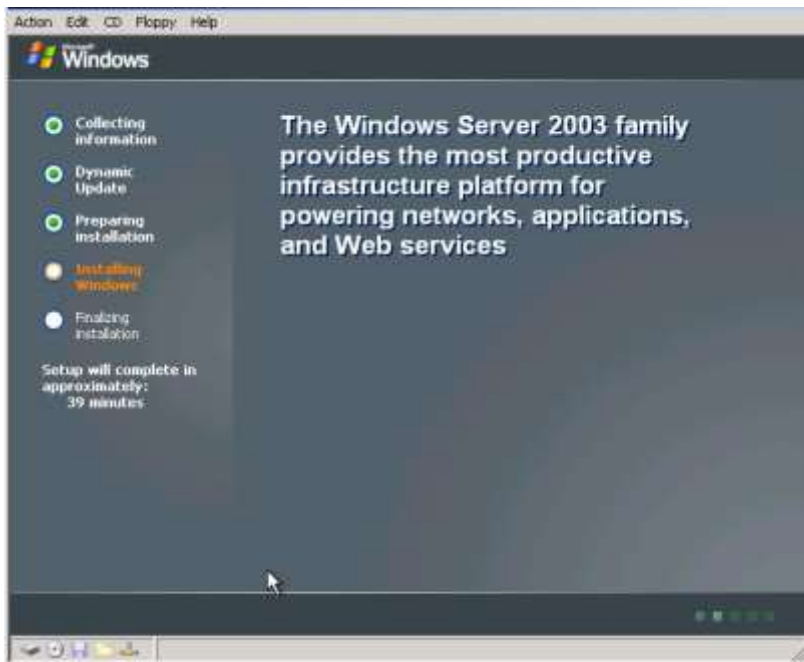 Action Edit CD Floppy Help
Microsoft
Windows
Collecting
information
Dynamic
Update
Preparing
installation
Installing
Windows
Finalizing
installation
Setup will complete in
approximately:
39 minutes
The Windows Server 2003 family
provides the most productive
infrastructure platform for
powering networks, applications,
and Web services